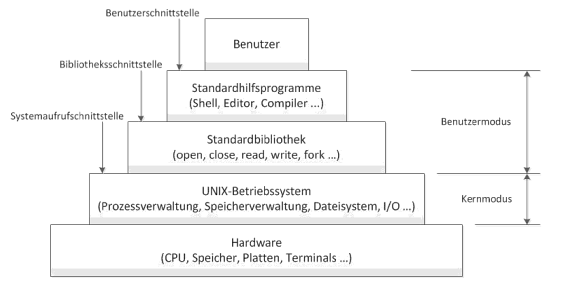 Benutzerschnittstelle
Benutzer
Bibliotheksschnittstelle
Standardhilfsprogramme
(Shell, Editor, Compiler ...)
Systemaufrufschnittstelle
Benutzermodus
Standardbibliothek
(open, close, read, write, fork ...)
UNIX-Betriebssystem
(Prozessverwaltung, Speicherverwaltung, Dateisystem, I/O ...)
Kernmodus
Hardware
(CPU, Speicher, Platten, Terminals ...)